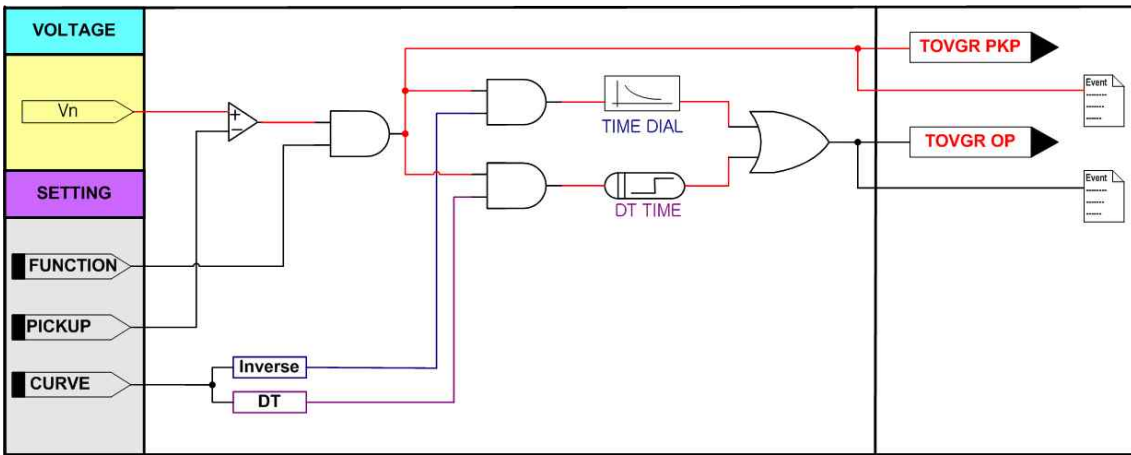 VOLTAGE
Vn
+
−
SETTING
FUNCTION
PICKUP
CURVE
Inverse
DT
TIME DIAL
DT TIME
TOVGR PKP
Event
TOVGR OP
Event